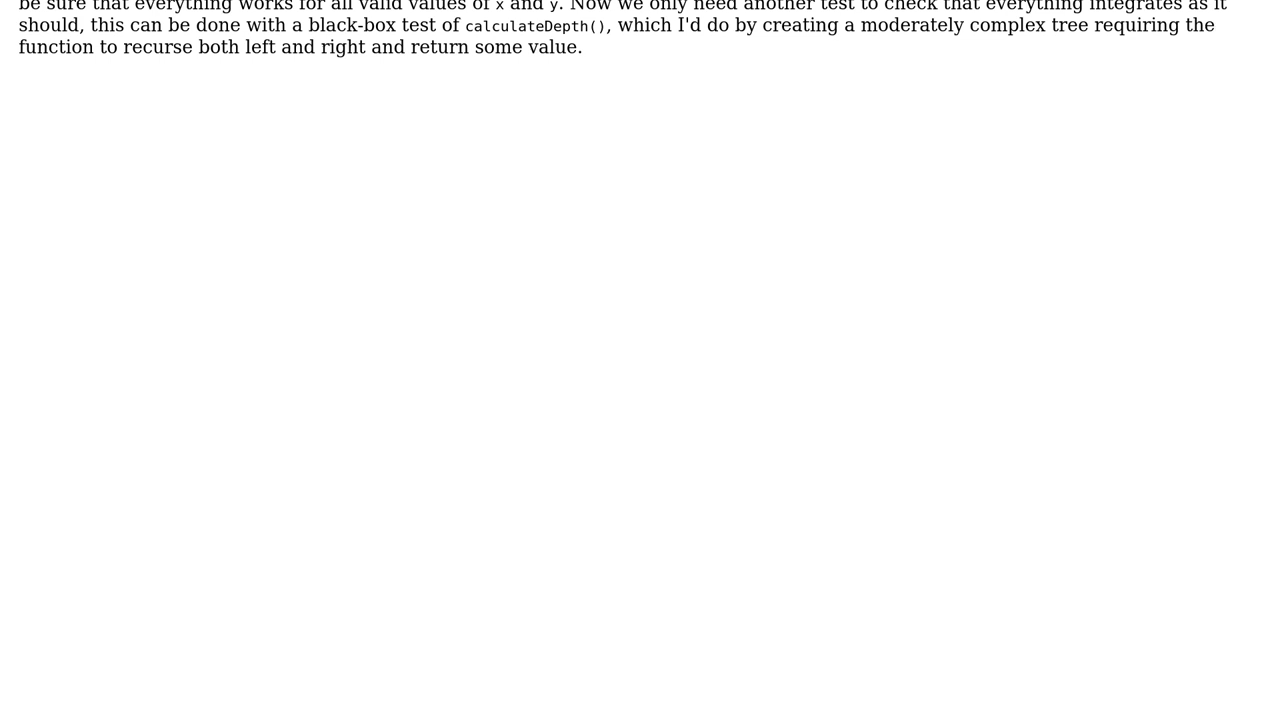 be sure that everything works for all valid values of x and y. Now we only need another test to check that everything integrates as it
should, this can be done with a black-box test of calculateDepth(), which I'd do by creating a moderately complex tree requiring the
function to recurse both left and right and return some value.